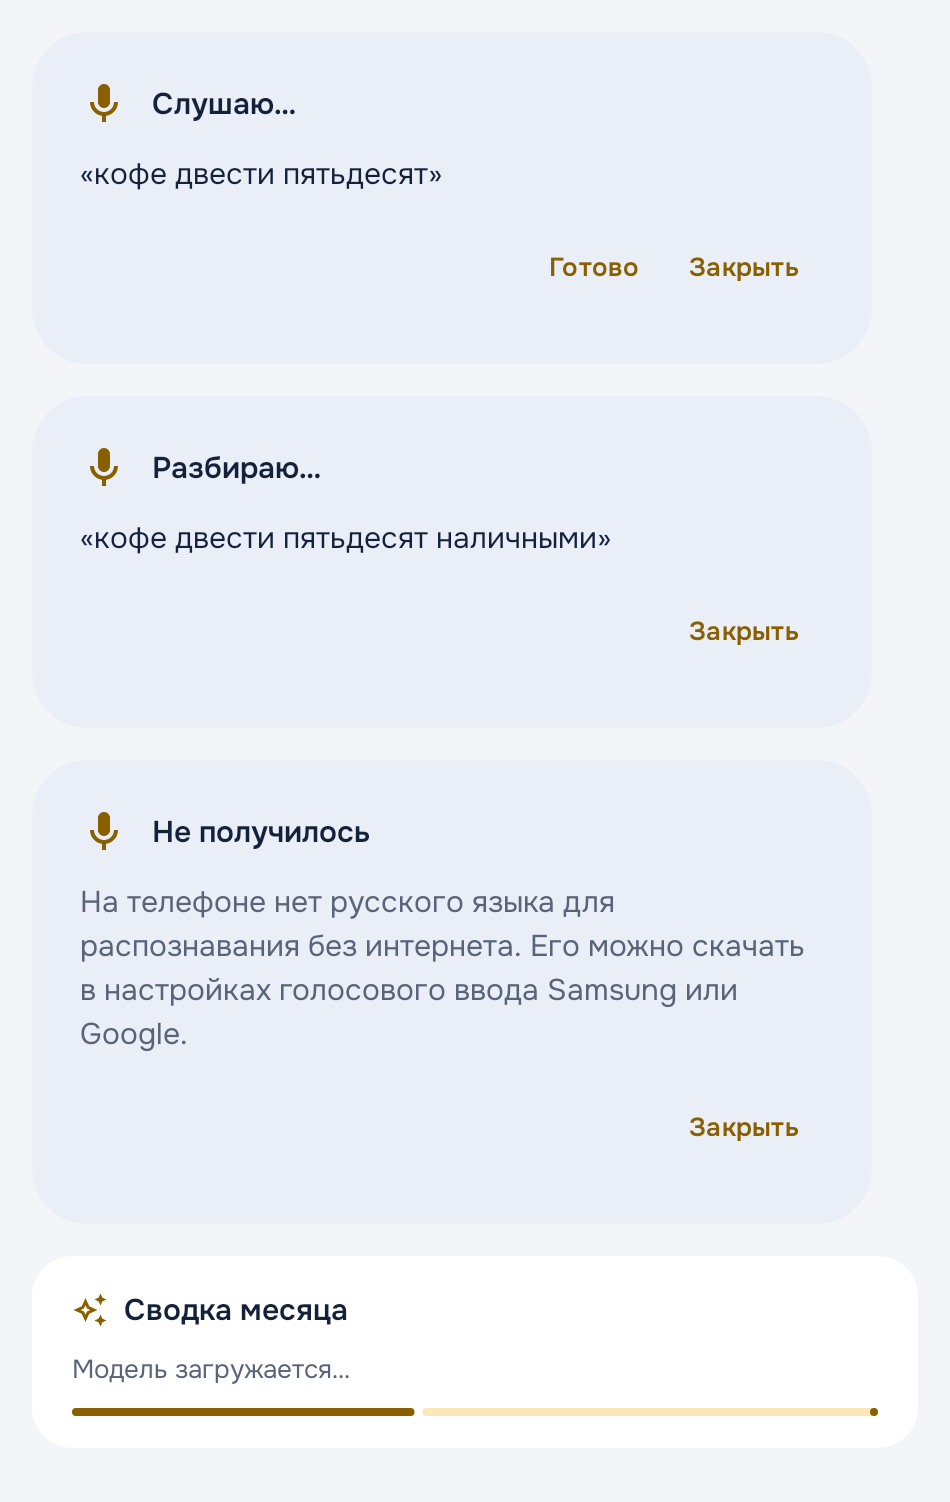 Слушаю...
«кофе двести пятьдесят»
Готово Закрыть
Разбираю...
«кофе двести пятьдесят наличными»
Закрыть
Не получилось
На телефоне нет русского языка для
распознавания без интернета. Его можно скачать
в настройках голосового ввода Samsung или
Google.
Закрыть
Сводка месяца
Модель загружается...